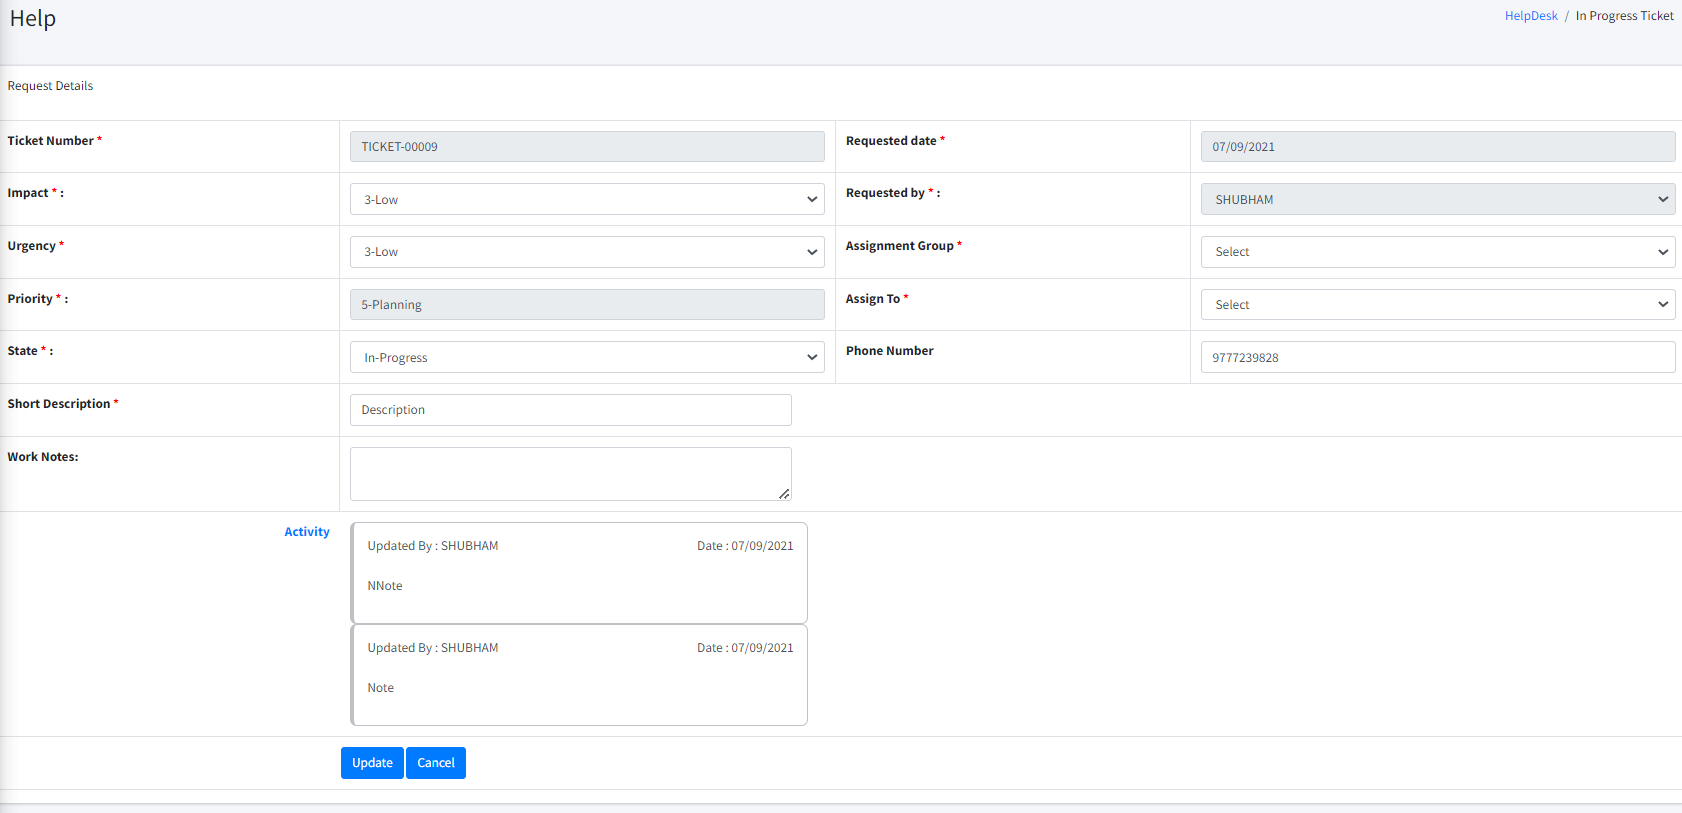 Help
HelpDesk / In Progress Ticket
Request Details
Ticket Number * TICKET-00009 Requested date * 07/09/2021
Impact * : 3-Low Requested by * : SHUBHAM
Urgency * 3-Low Assignment Group * Select
Priority * : 5-Planning Assign To * Select
State * : In-Progress Phone Number 9777239828
Short Description * Description
Work Notes:
Activity
Updated By : SHUBHAM Date : 07/09/2021
NNote
Updated By : SHUBHAM Date : 07/09/2021
Note
Update Cancel